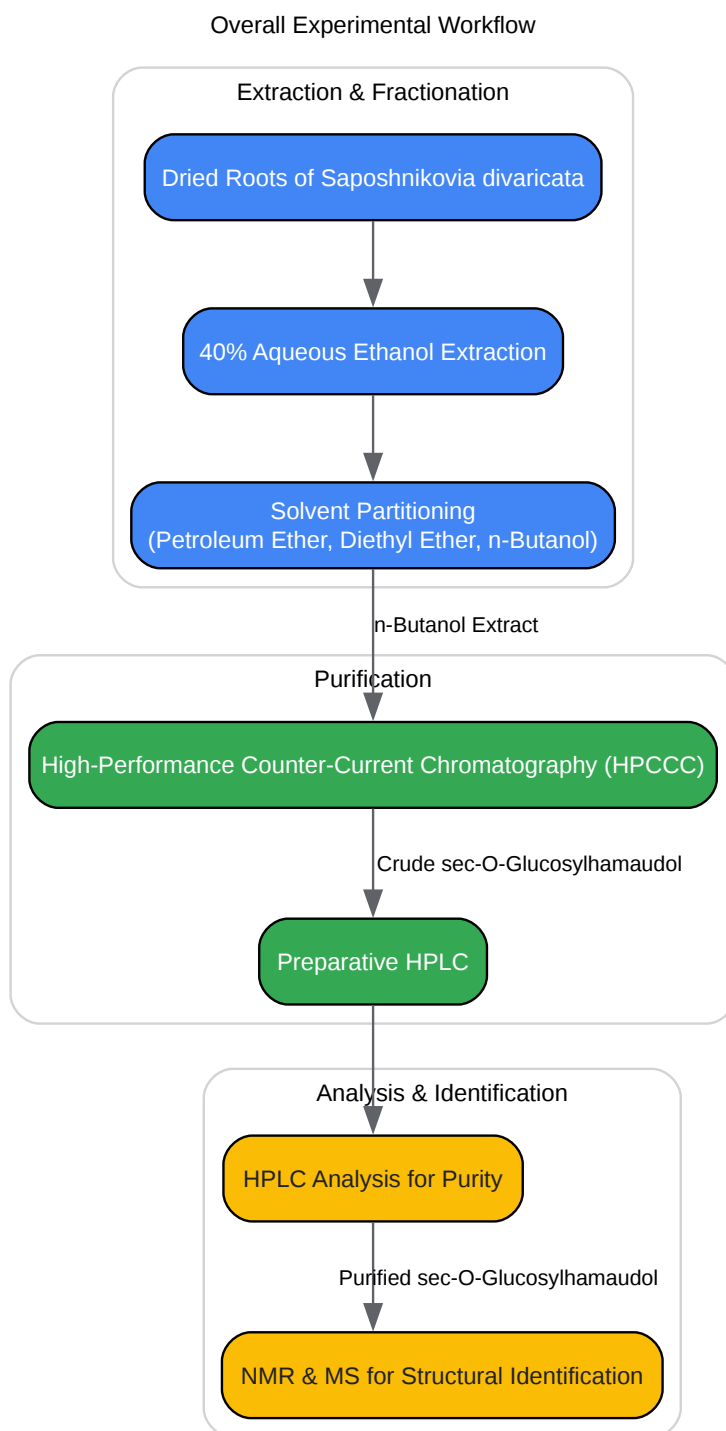 Overall Experimental Workflow
Extraction & Fractionation
Dried Roots of Saposhnikovia divaricata
40% Aqueous Ethanol Extraction
Solvent Partitioning
(Petroleum Ether, Diethyl Ether, n-Butanol)
n-Butanol Extract
Purification
High-Performance Counter-Current Chromatography (HPCCC)
Crude sec-O-Glucosylhamaudol
Preparative HPLC
Analysis & Identification
HPLC Analysis for Purity
Purified sec-O-Glucosylhamaudol
NMR & MS for Structural Identification